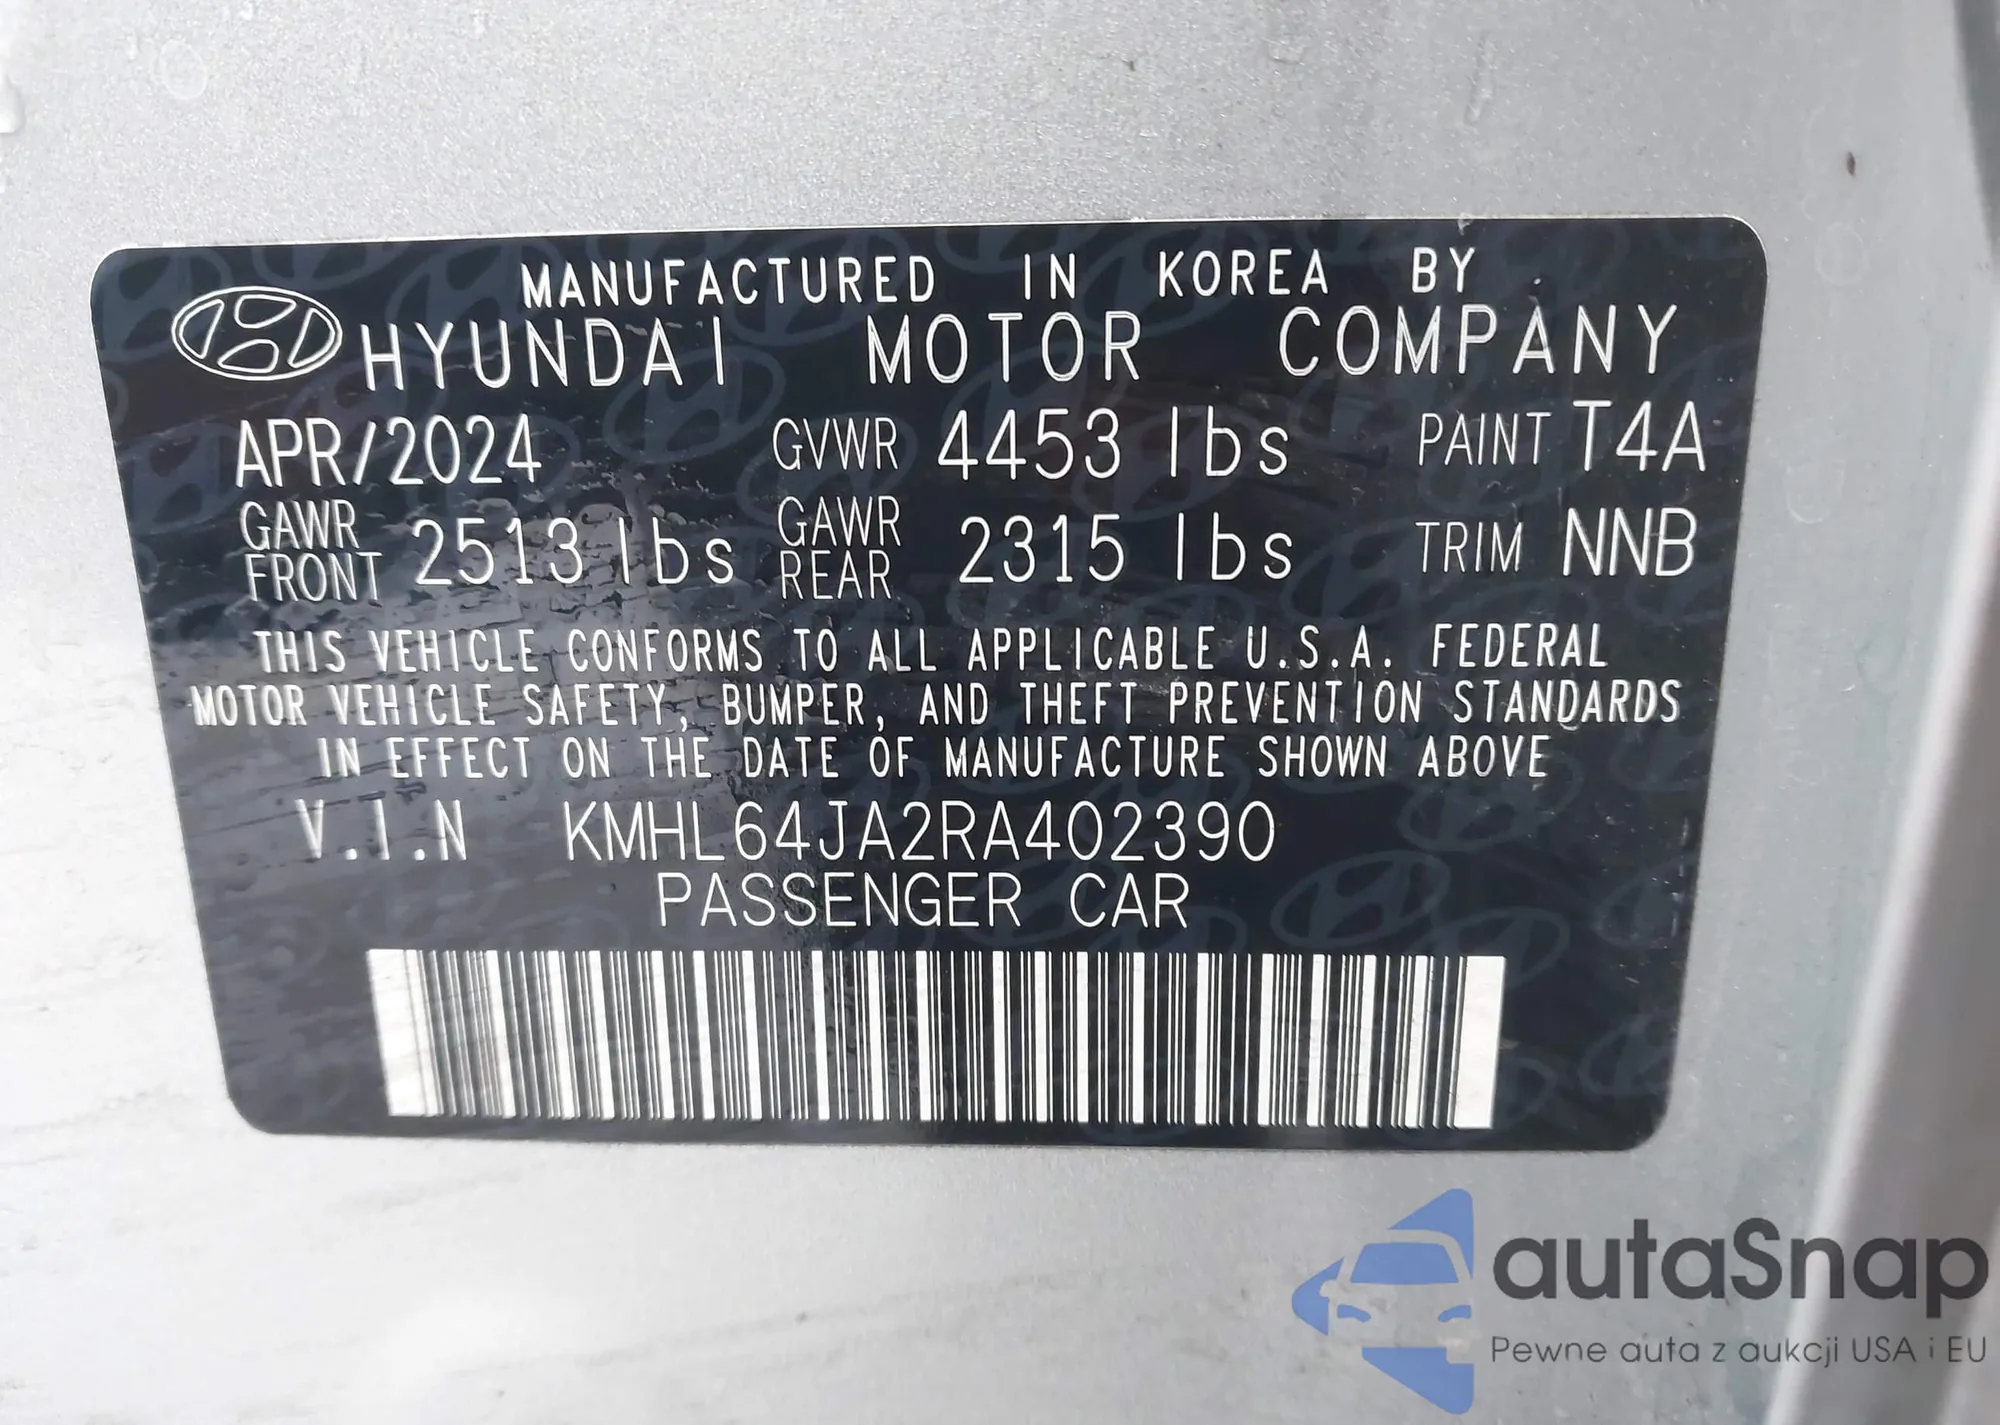 MANUFACTURED IN KOREA BY
HYUNDAI MOTOR COMPANY
APR/2024 GVWR 4453 lbs PAINT T4A
GAWR FRONT 2513 lbs GAWR REAR 2315 lbs TRIM NNB
THIS VEHICLE CONFORMS TO ALL APPLICABLE U.S.A. FEDERAL
MOTOR VEHICLE SAFETY, BUMPER, AND THEFT PREVENTION STANDARDS
IN EFFECT ON THE DATE OF MANUFACTURE SHOWN ABOVE
V.I.N KMHL64JA2RA402390
PASSENGER CAR
autaSnap
Pewne auta z aukcji USA i EU